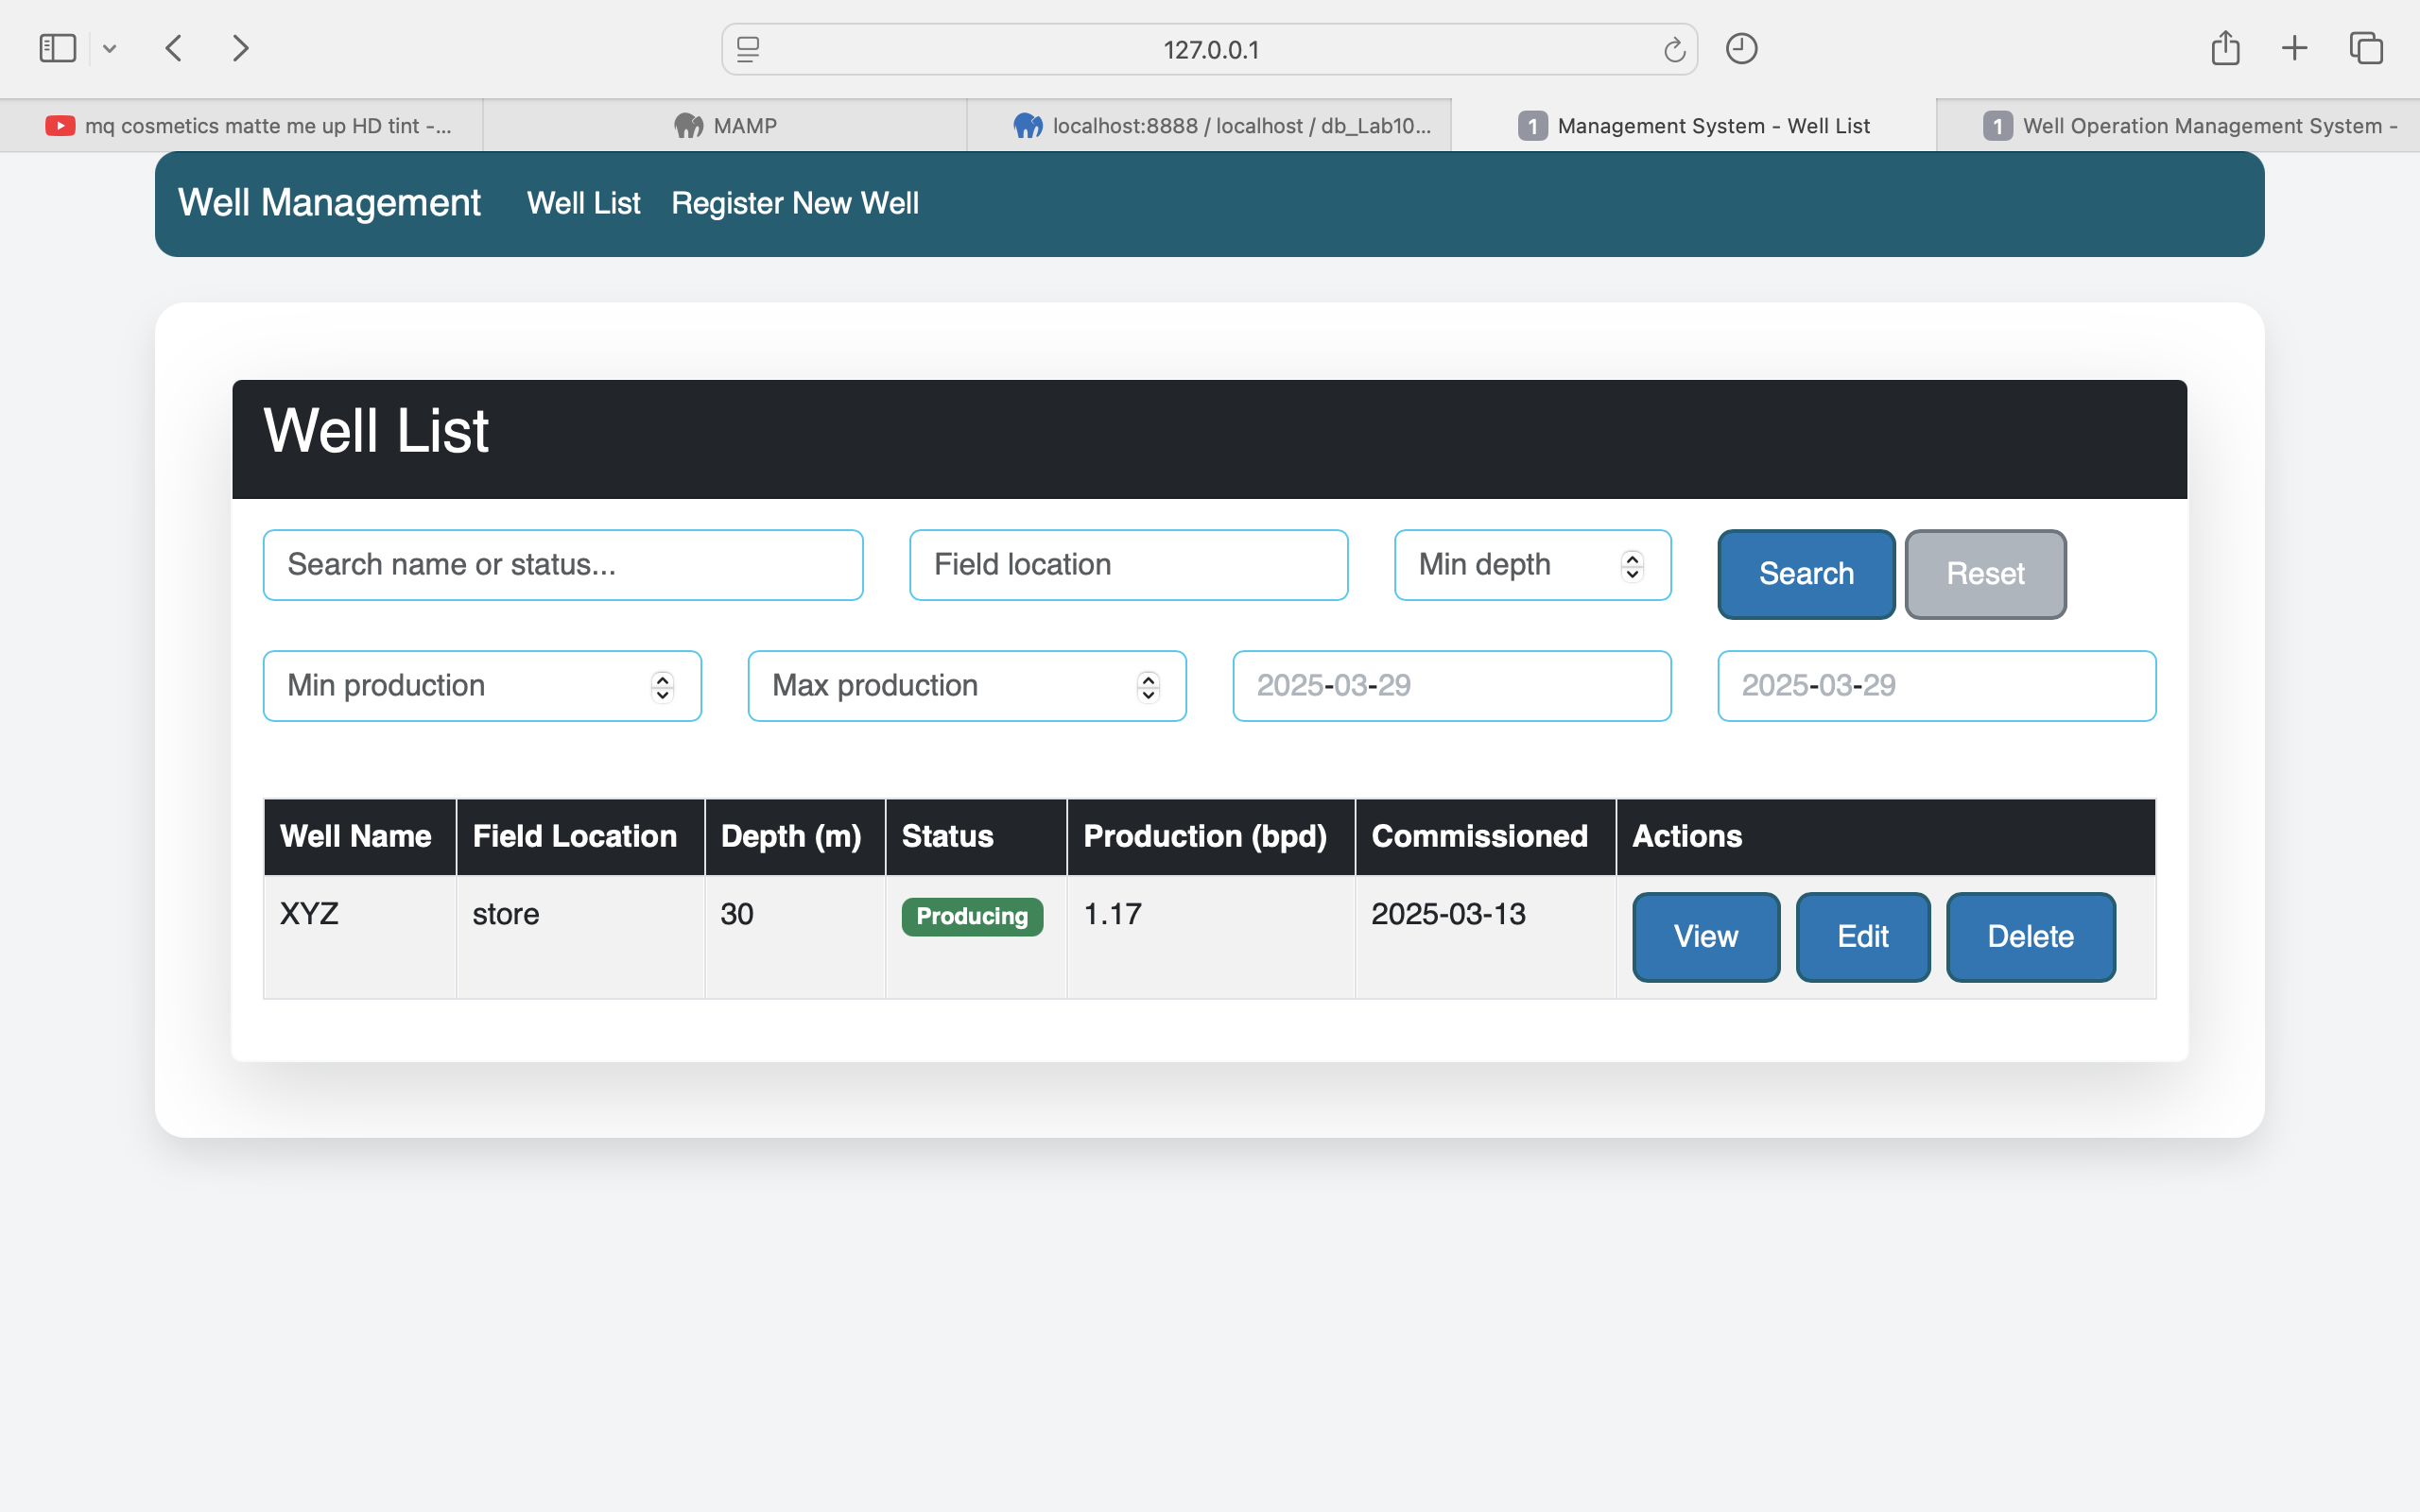 127.0.0.1
mq cosmetics matte me up HD tint -...
MAMP
localhost:8888 / localhost / db_Lab10...
1 Management System - Well List
1 Well Operation Management System -
Well Management Well List Register New Well
Well List
Search name or status... Field location Min depth Search Reset
Min production Max production 2025-03-29 2025-03-29
Well Name Field Location Depth (m) Status Production (bpd) Commissioned Actions
XYZ store 30 Producing 1.17 2025-03-13 View Edit Delete